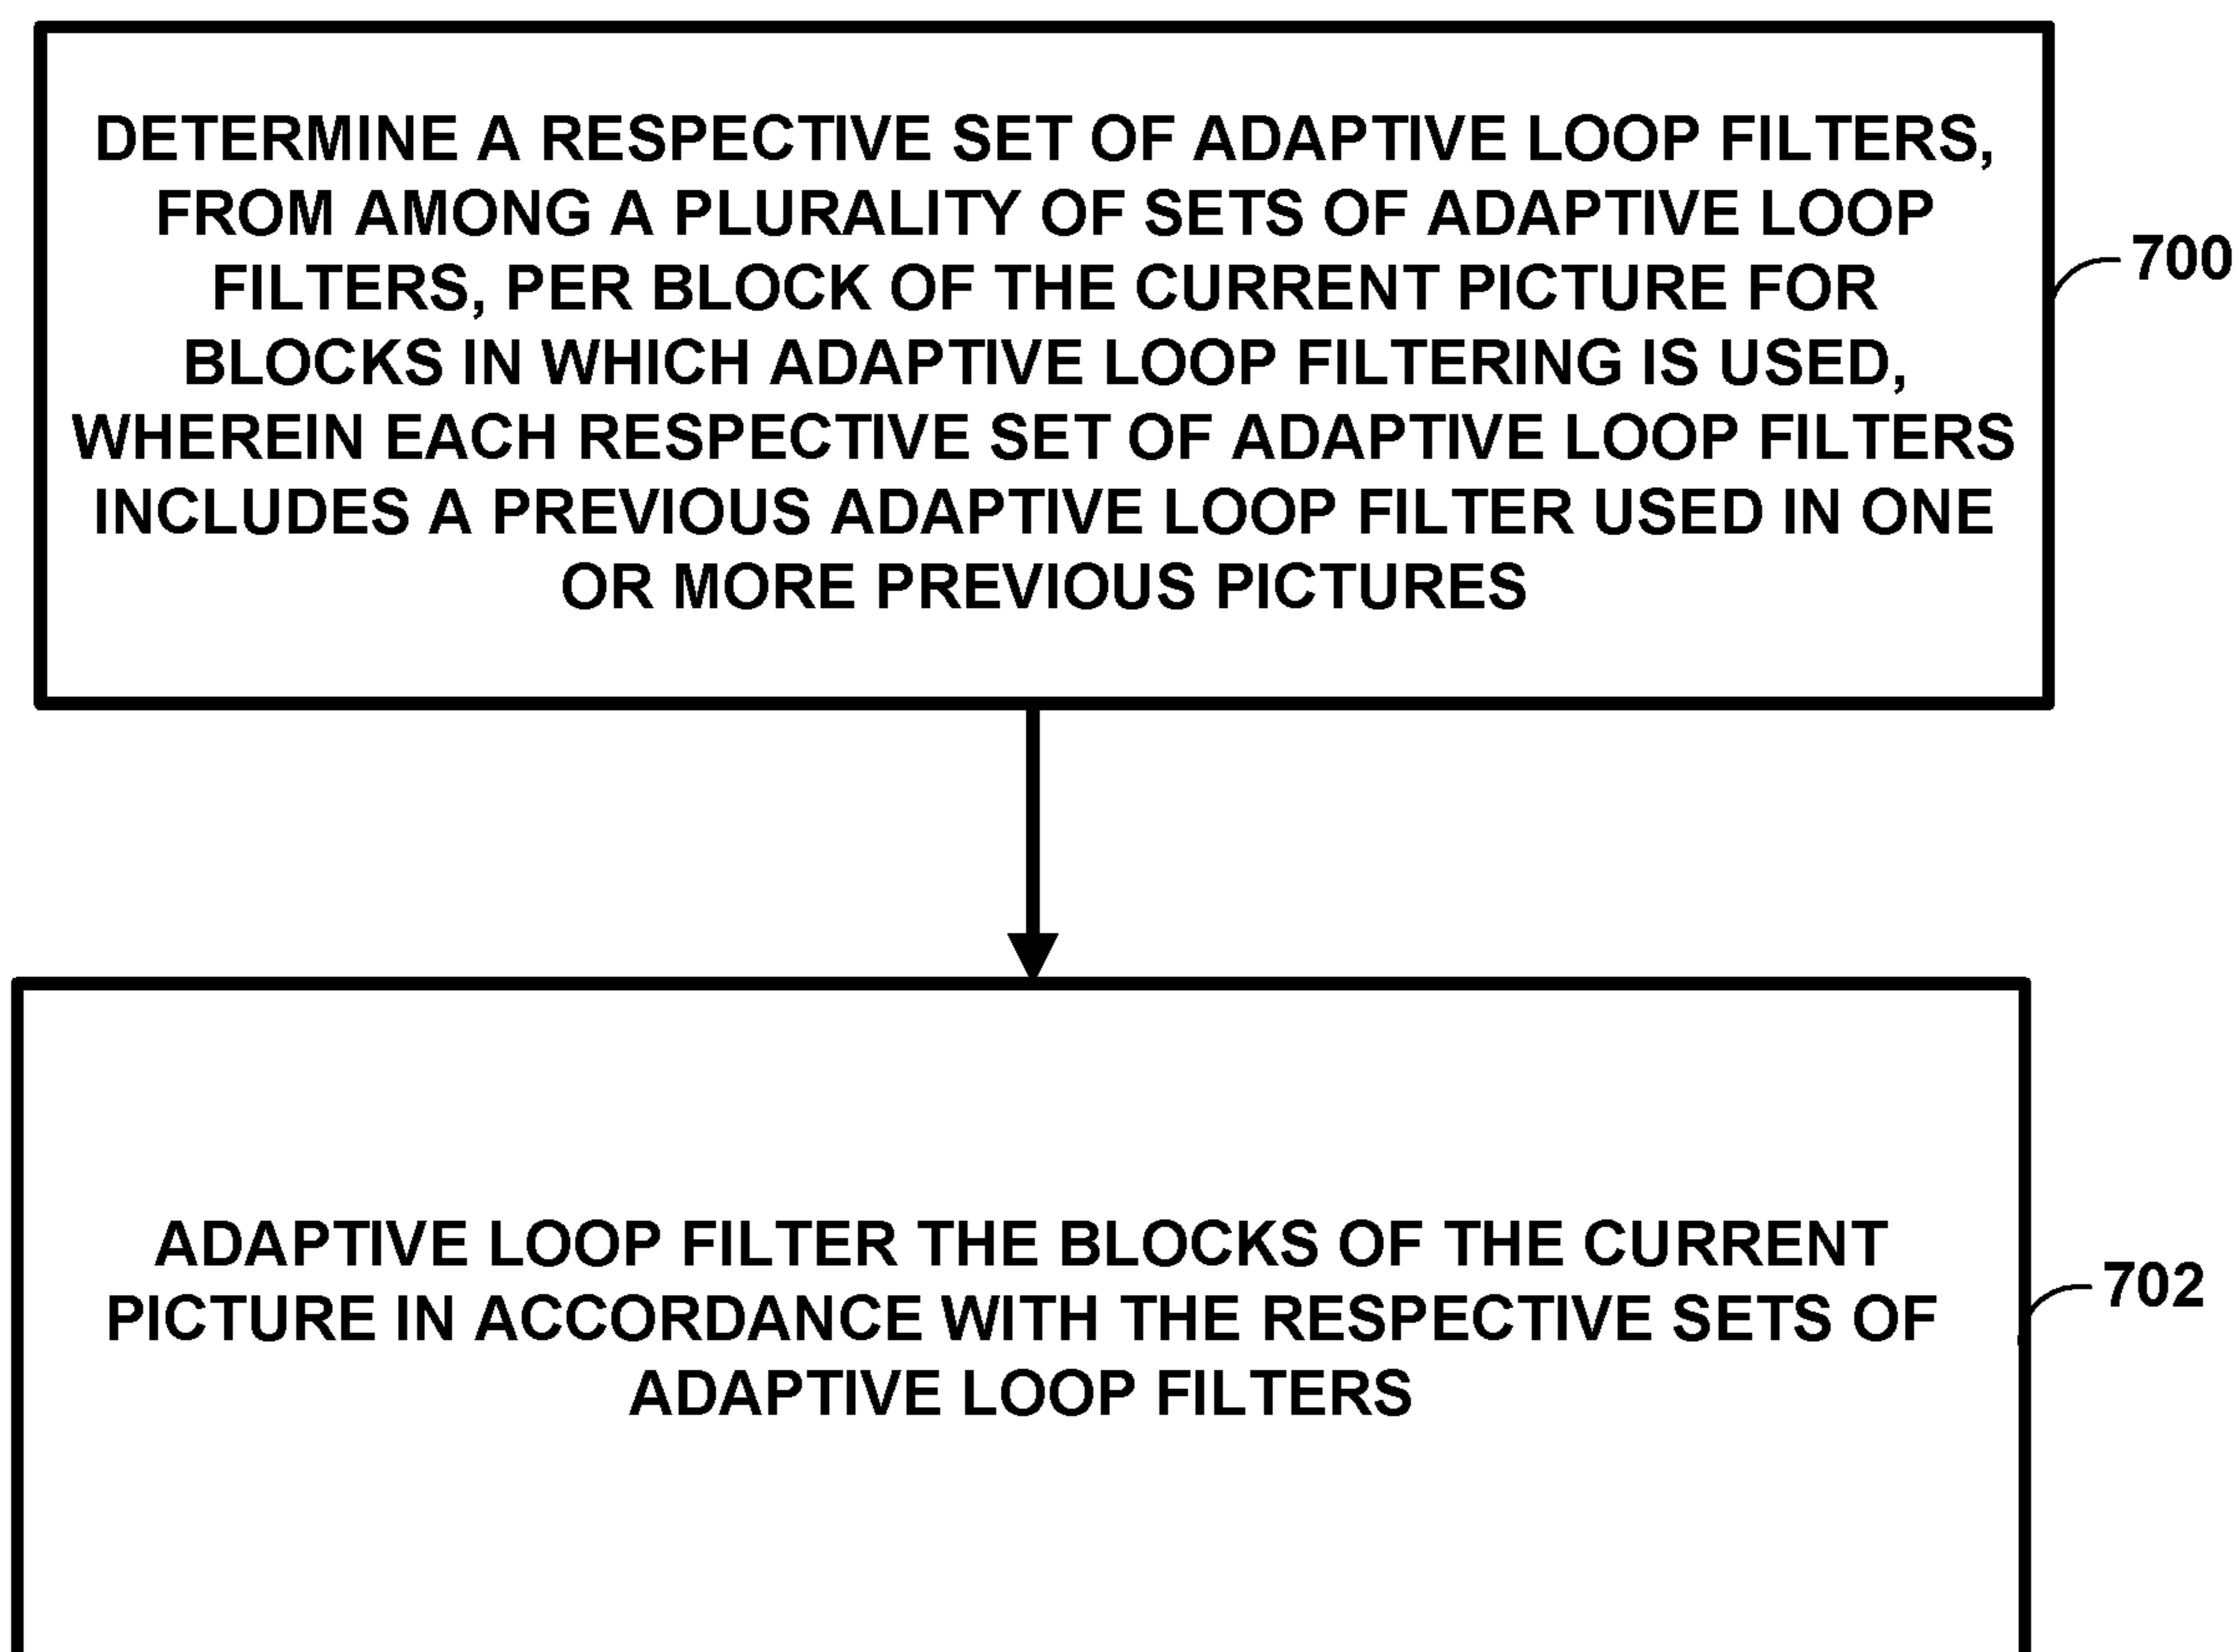 DETERMINE A RESPECTIVE SET OF ADAPTIVE LOOP FILTERS,
FROM AMONG A PLURALITY OF SETS OF ADAPTIVE LOOP
FILTERS, PER BLOCK OF THE CURRENT PICTURE FOR
BLOCKS IN WHICH ADAPTIVE LOOP FILTERING IS USED,
WHEREIN EACH RESPECTIVE SET OF ADAPTIVE LOOP FILTERS
INCLUDES A PREVIOUS ADAPTIVE LOOP FILTER USED IN ONE
OR MORE PREVIOUS PICTURES
700
ADAPTIVE LOOP FILTER THE BLOCKS OF THE CURRENT
PICTURE IN ACCORDANCE WITH THE RESPECTIVE SETS OF
ADAPTIVE LOOP FILTERS
702